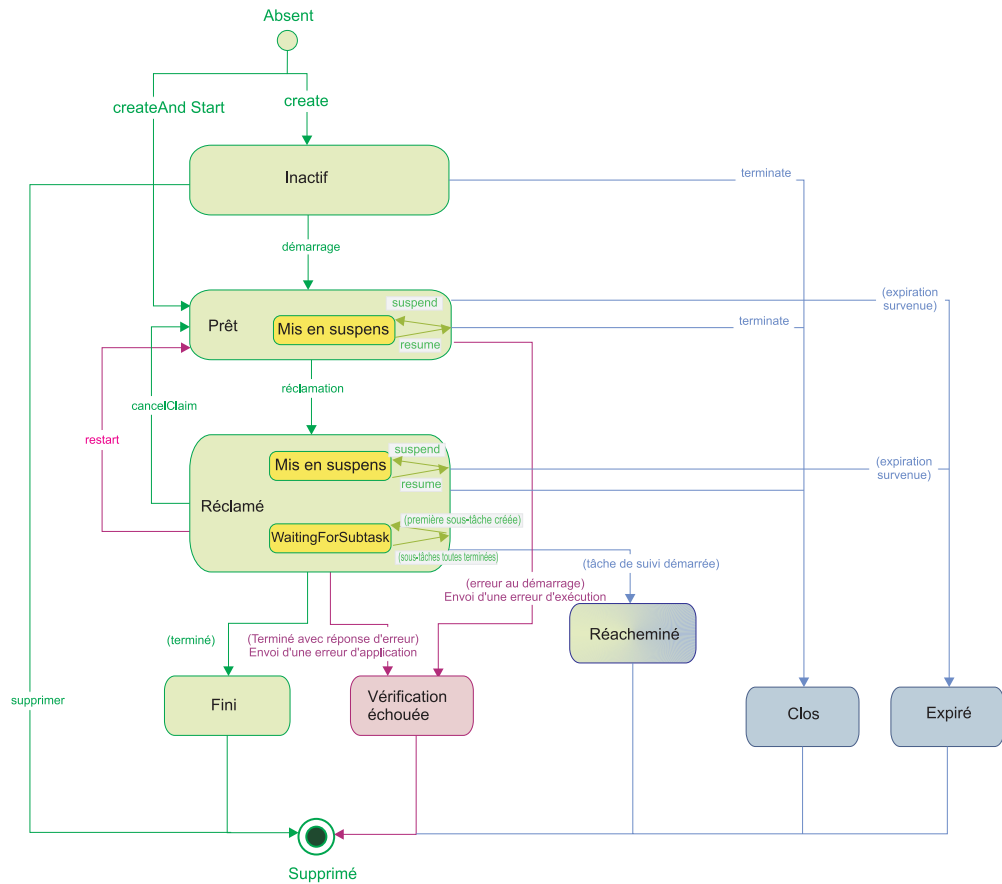 Absent
createAnd Start
create
Inactif
terminate
démarrage
suspend
(expiration
survenue)
Prêt
Mis en suspens
terminate
resume
réclamation
cancelClaim
restart
suspend
Mis en suspens
(expiration
survenue)
resume
Réclamé
(première sous-tâche créée)
WaitingForSubtask
(sous-tâches toutes terminées)
(tâche de suivi démarrée)
(erreur au démarrage)
Envoi d'une erreur d'exécution
Réacheminé
(terminé)
(Terminé avec réponse d'erreur)
Envoi d'une erreur d'application
supprimer
Fini
Vérification
échouée
Clos
Expiré
Supprimé